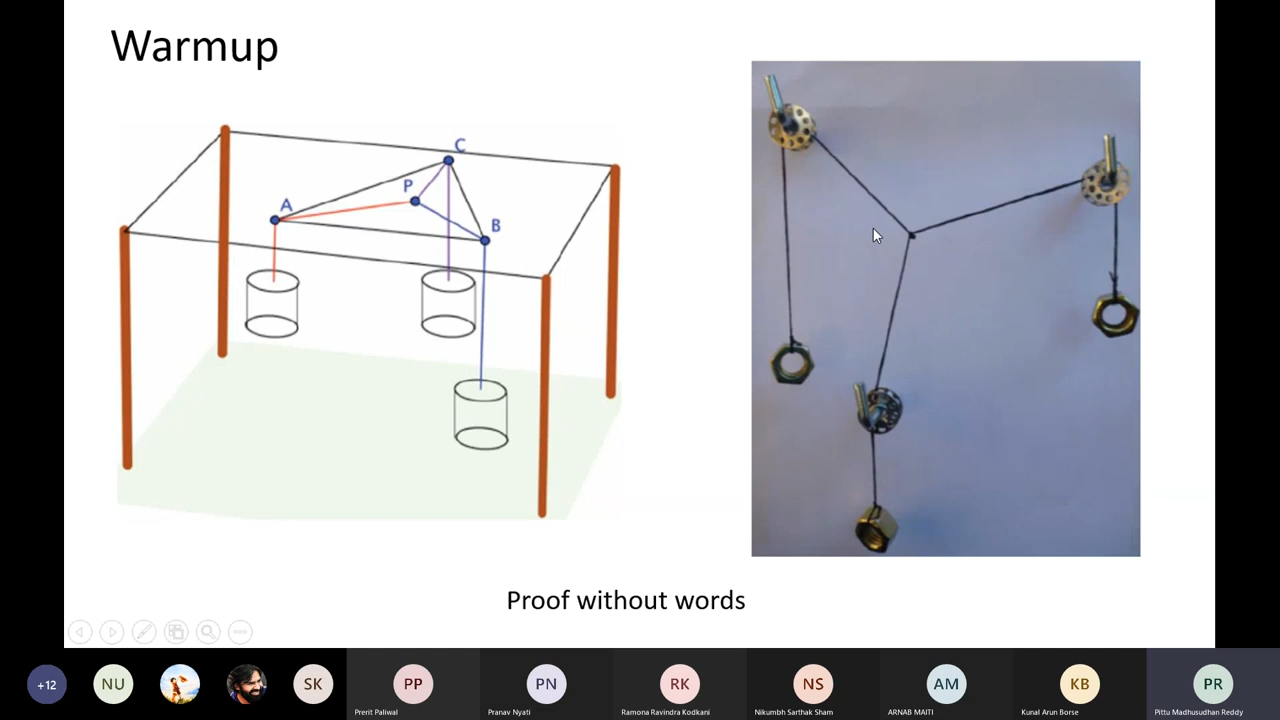 Warmup
C
P
A
B
Proof without words
+12
NU
SK
PP
PN
RK
NS
AM
KB
PR
Prerit Paliwal
Pranav Nyati
Ramona Ravindra Kodkani
Nikumbh Sarthak Sham
ARNAB MAITI
Kunal Arun Borse
Pittu Madhusudhan Reddy